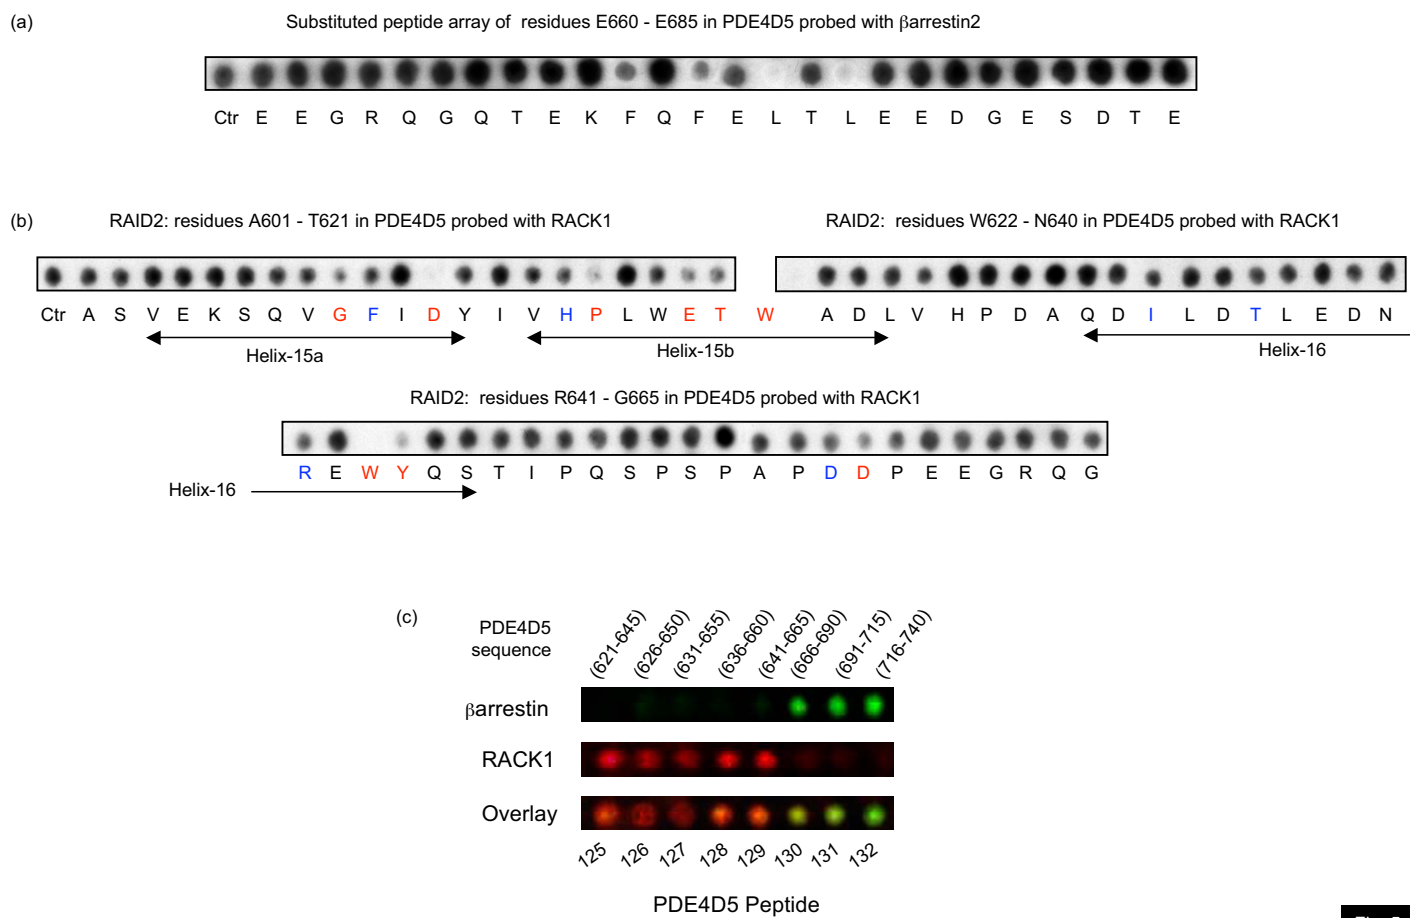 (a)
Substituted peptide array of residues E660 - E685 in PDE4D5 probed with βarrestin2
Ctr E E G R Q G Q T E K F Q F E L T L E E D G E S D T E
(b)
RAID2: residues A601 - T621 in PDE4D5 probed with RACK1
RAID2: residues W622 - N640 in PDE4D5 probed with RACK1
Ctr A S V E K S Q V G F I D Y I V H P L W E T W A D L V H P D A Q D I L D T L E D N
Helix-15a
Helix-15b
Helix-16
RAID2: residues R641 - G665 in PDE4D5 probed with RACK1
R E W Y Q S T I P Q S P S P A P D D P E E G R Q G
Helix-16
(c)
PDE4D5
sequence
(621-645)
(626-650)
(631-655)
(636-660)
(641-665)
(666-690)
(691-715)
(716-740)
βarrestin
RACK1
Overlay
125 126 127 128 129 130 131 132
PDE4D5 Peptide